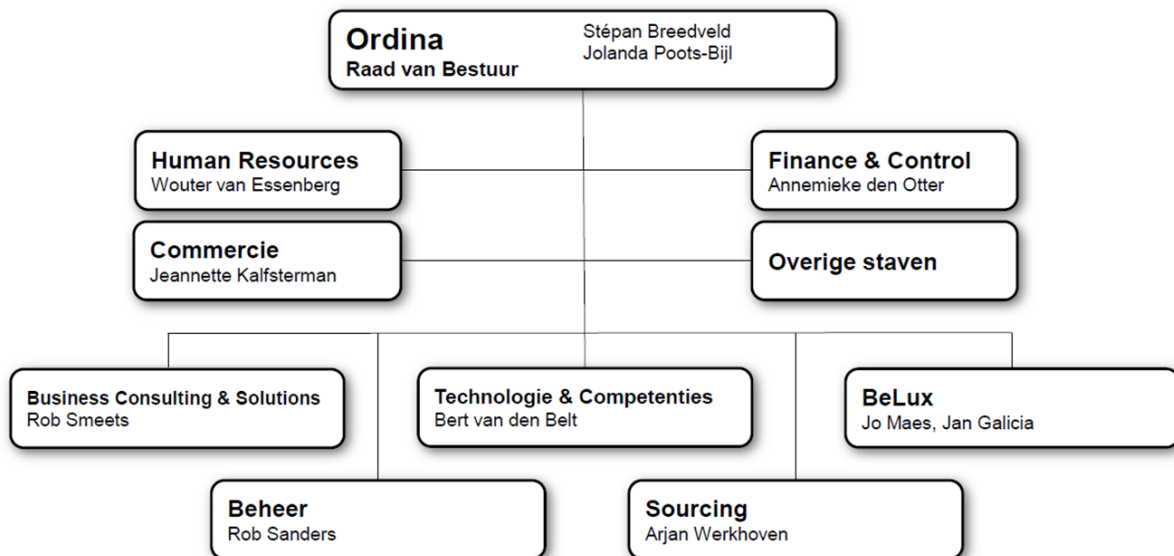 Ordina
Raad van Bestuur
Stépan Breedveld
Jolanda Poots-Bijl
Human Resources
Wouter van Essenberg
Finance & Control
Annemieke den Otter
Commercie
Jeannette Kalfsterman
Overige staven
Business Consulting & Solutions
Rob Smeets
Technologie & Competenties
Bert van den Belt
BeLux
Jo Maes, Jan Galicia
Beheer
Rob Sanders
Sourcing
Arjan Werkhoven